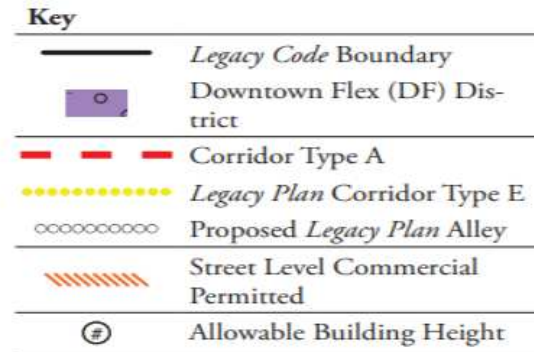 Key
Legacy Code Boundary
Downtown Flex (DF) Dis-
trict
Corridor Type A
Legacy Plan Corridor Type E
Proposed Legacy Plan Alley
Street Level Commercial
Permitted
# Allowable Building Height